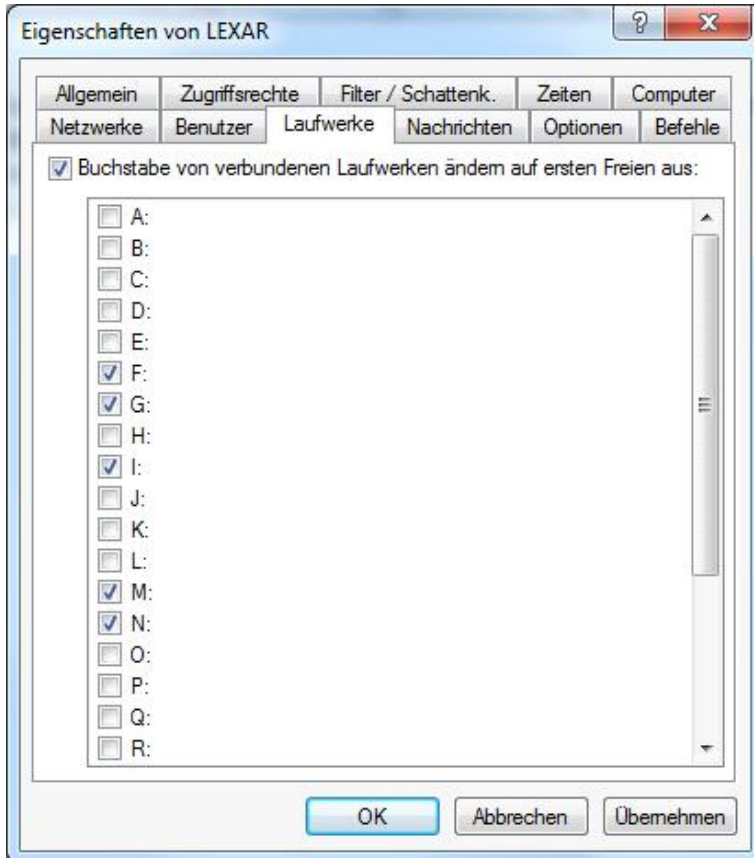 Eigenschaften von LEXAR
?
Allgemein Zugriffsrechte Filter / Schattenk. Zeiten Computer
Netzwerke Benutzer Laufwerke Nachrichten Optionen Befehle
Buchstabe von verbundenen Laufwerken ändern auf ersten Freien aus:
A:
B:
C:
D:
E:
F:
G:
H:
I:
J:
K:
L:
M:
N:
O:
P:
Q:
R:
OK Abbrechen Übernehmen